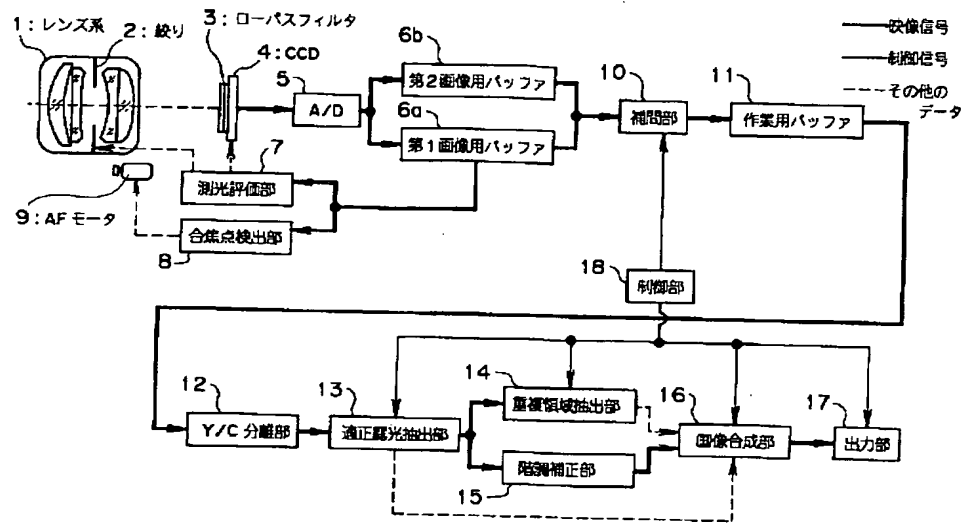 1:レンズ系
2:絞り
3:ローパスフィルタ
4:CCD
5
A/D
6b
第2画像用バッファ
6a
第1画像用バッファ
10
補間部
11
作業用バッファ
映像信号
制御信号
その他の
データ
7
測光評価部
9:AFモータ
合焦点検出部
8
18
制御部
12
Y/C分離部
13
適正露光抽出部
14
重複領域抽出部
階調補正部
15
16
画像合成部
17
出力部